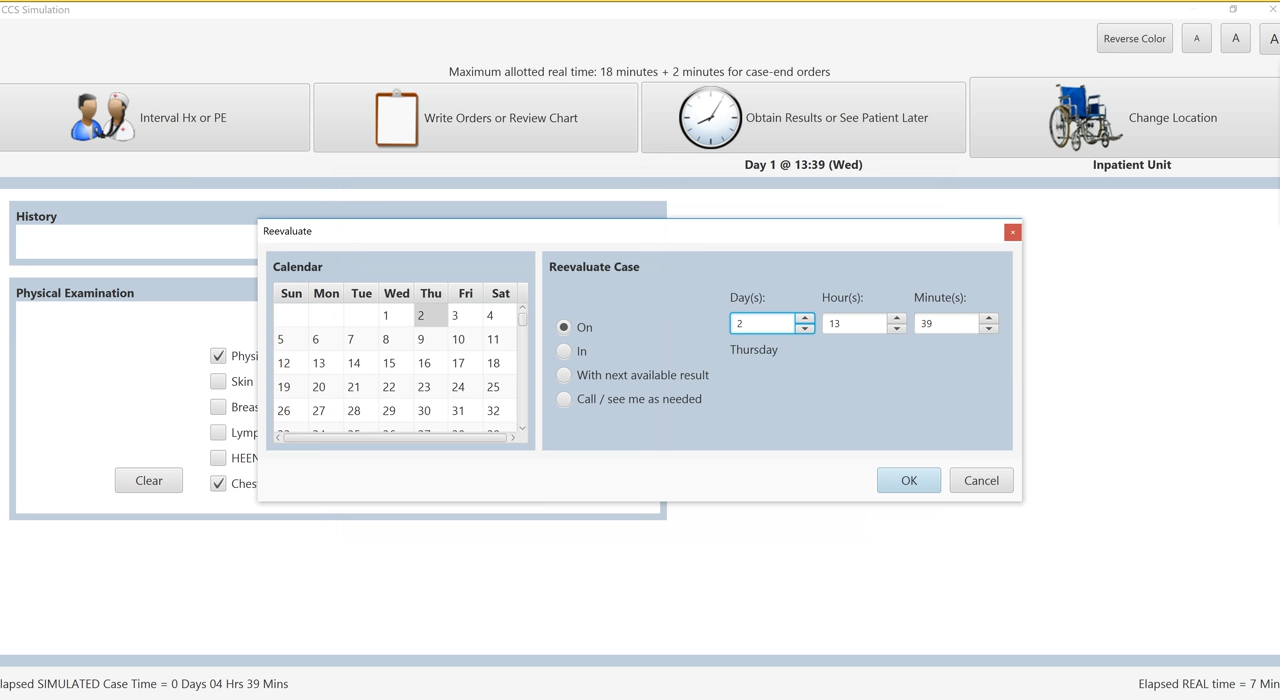 CCS Simulation
Reverse Color
A
A
A
Maximum allotted real time: 18 minutes + 2 minutes for case-end orders
Interval Hx or PE
Write Orders or Review Chart
Obtain Results or See Patient Later
Change Location
Day 1 @ 13:39 (Wed)
Inpatient Unit
History
Reevaluate
Physical Examination
Calendar
Sun Mon Tue Wed Thu Fri Sat
1 2 3 4
5 6 7 8 9 10 11
12 13 14 15 16 17 18
19 20 21 22 23 24 25
26 27 28 29 30 31 32
Reevaluate Case
Day(s): Hour(s): Minute(s):
2 13 39
Thursday
On
In
With next available result
Call / see me as needed
OK
Cancel
Physi
Skin
Breas
Lymp
HEEN
Ches
Clear
lapsed SIMULATED Case Time = 0 Days 04 Hrs 39 Mins
Elapsed REAL time = 7 Min